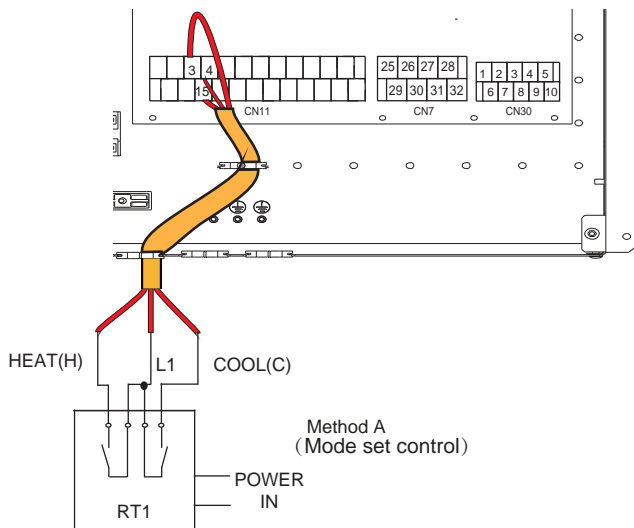 3 4
15
CN11
25 26 27 28
29 30 31 32
CN7
1 2 3 4 5
6 7 8 9 10
CN30
HEAT(H)
L1
COOL(C)
Method A
(Mode set control)
POWER
IN
RT1